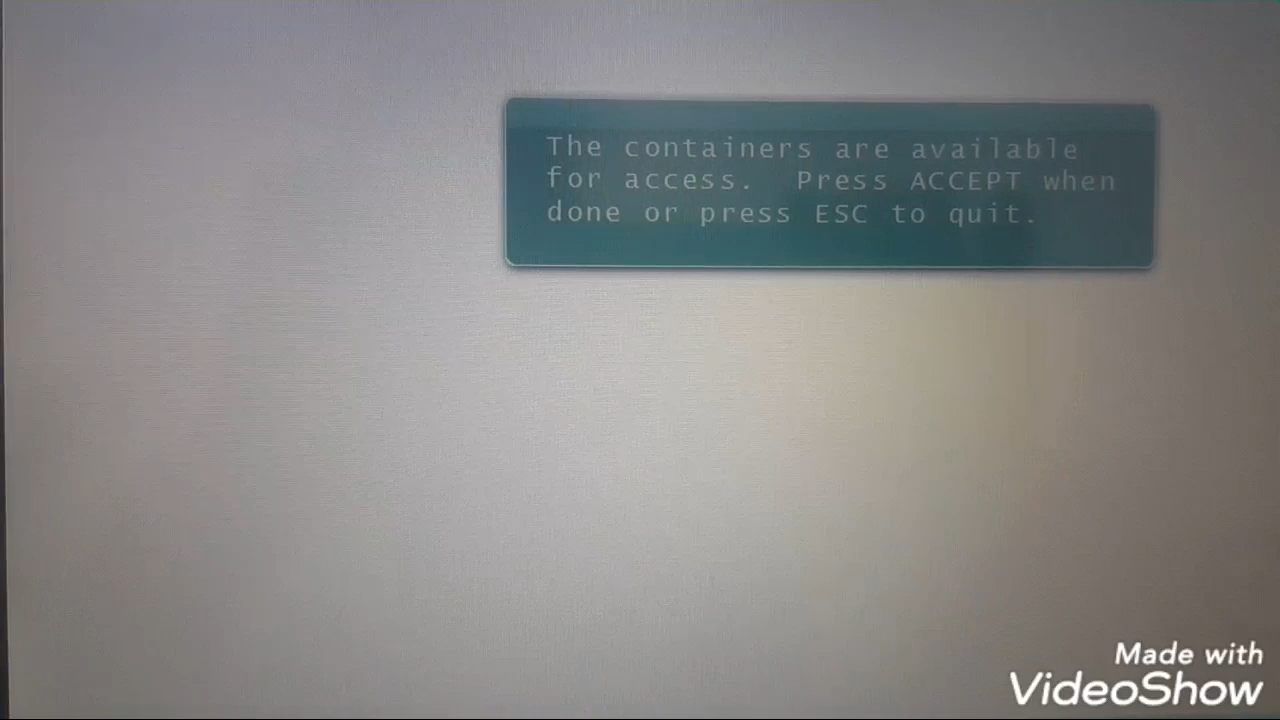 The containers are available
for access.  Press ACCEPT when
done or press ESC to quit.
Made with
VideoShow